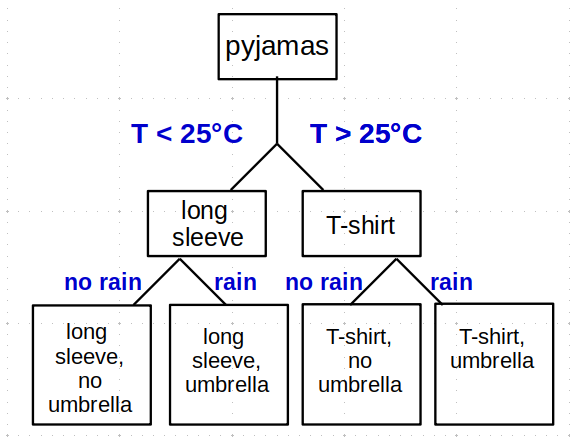 pyjamas
T < 25°C
T > 25°C
long
sleeve
T-shirt
no rain
rain
no rain
rain
long
sleeve,
no
umbrella
long
sleeve,
umbrella
T-shirt,
no
umbrella
T-shirt,
umbrella